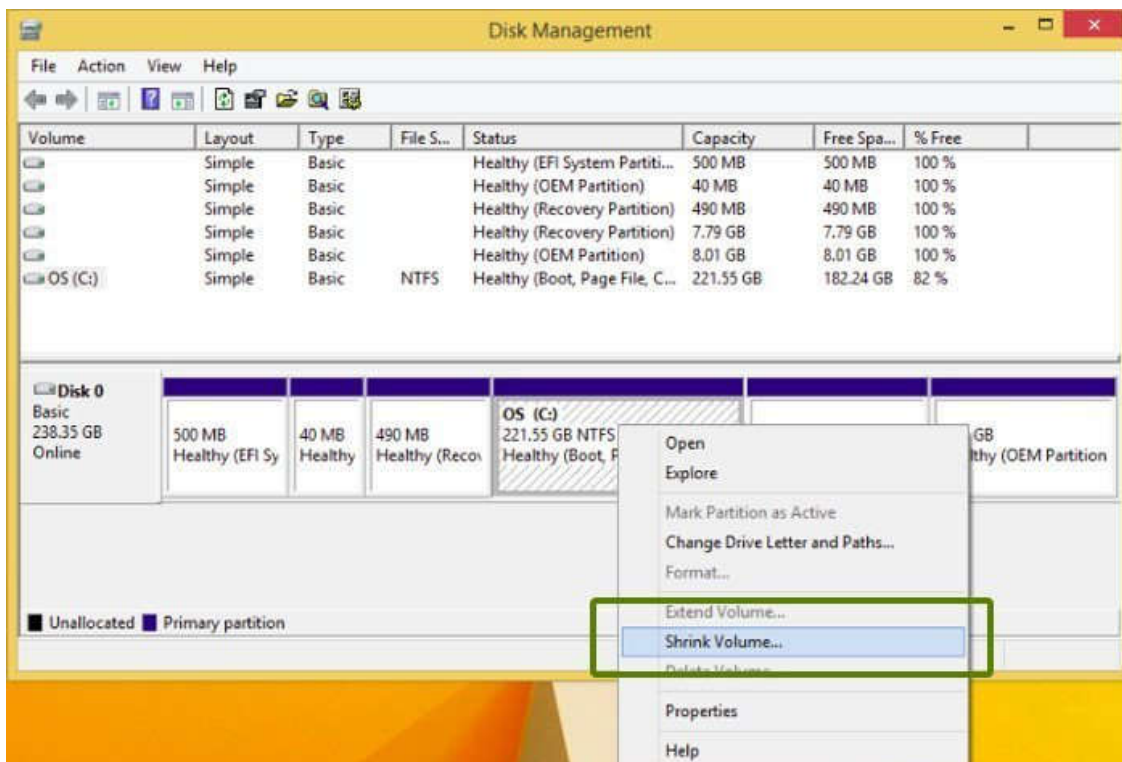 Disk Management
File Action View Help
Volume Layout Type File S... Status Capacity Free Spa... % Free
Simple Basic Healthy (EFI System Partiti... 500 MB 500 MB 100 %
Simple Basic Healthy (OEM Partition) 40 MB 40 MB 100 %
Simple Basic Healthy (Recovery Partition) 490 MB 490 MB 100 %
Simple Basic Healthy (Recovery Partition) 7.79 GB 7.79 GB 100 %
Simple Basic Healthy (OEM Partition) 8.01 GB 8.01 GB 100 %
OS (C:) Simple Basic NTFS Healthy (Boot, Page File, C... 221.55 GB 182.24 GB 82 %
Disk 0
Basic
238.35 GB
Online
500 MB
Healthy (EFI Sy
40 MB
Healthy
490 MB
Healthy (Recov
OS (C:)
221.55 GB NTFS
Healthy (Boot, P
GB
lthy (OEM Partition
Open
Explore
Mark Partition as Active
Change Drive Letter and Paths...
Format...
Extend Volume...
Shrink Volume...
Delete Volume...
Properties
Help
Unallocated Primary partition